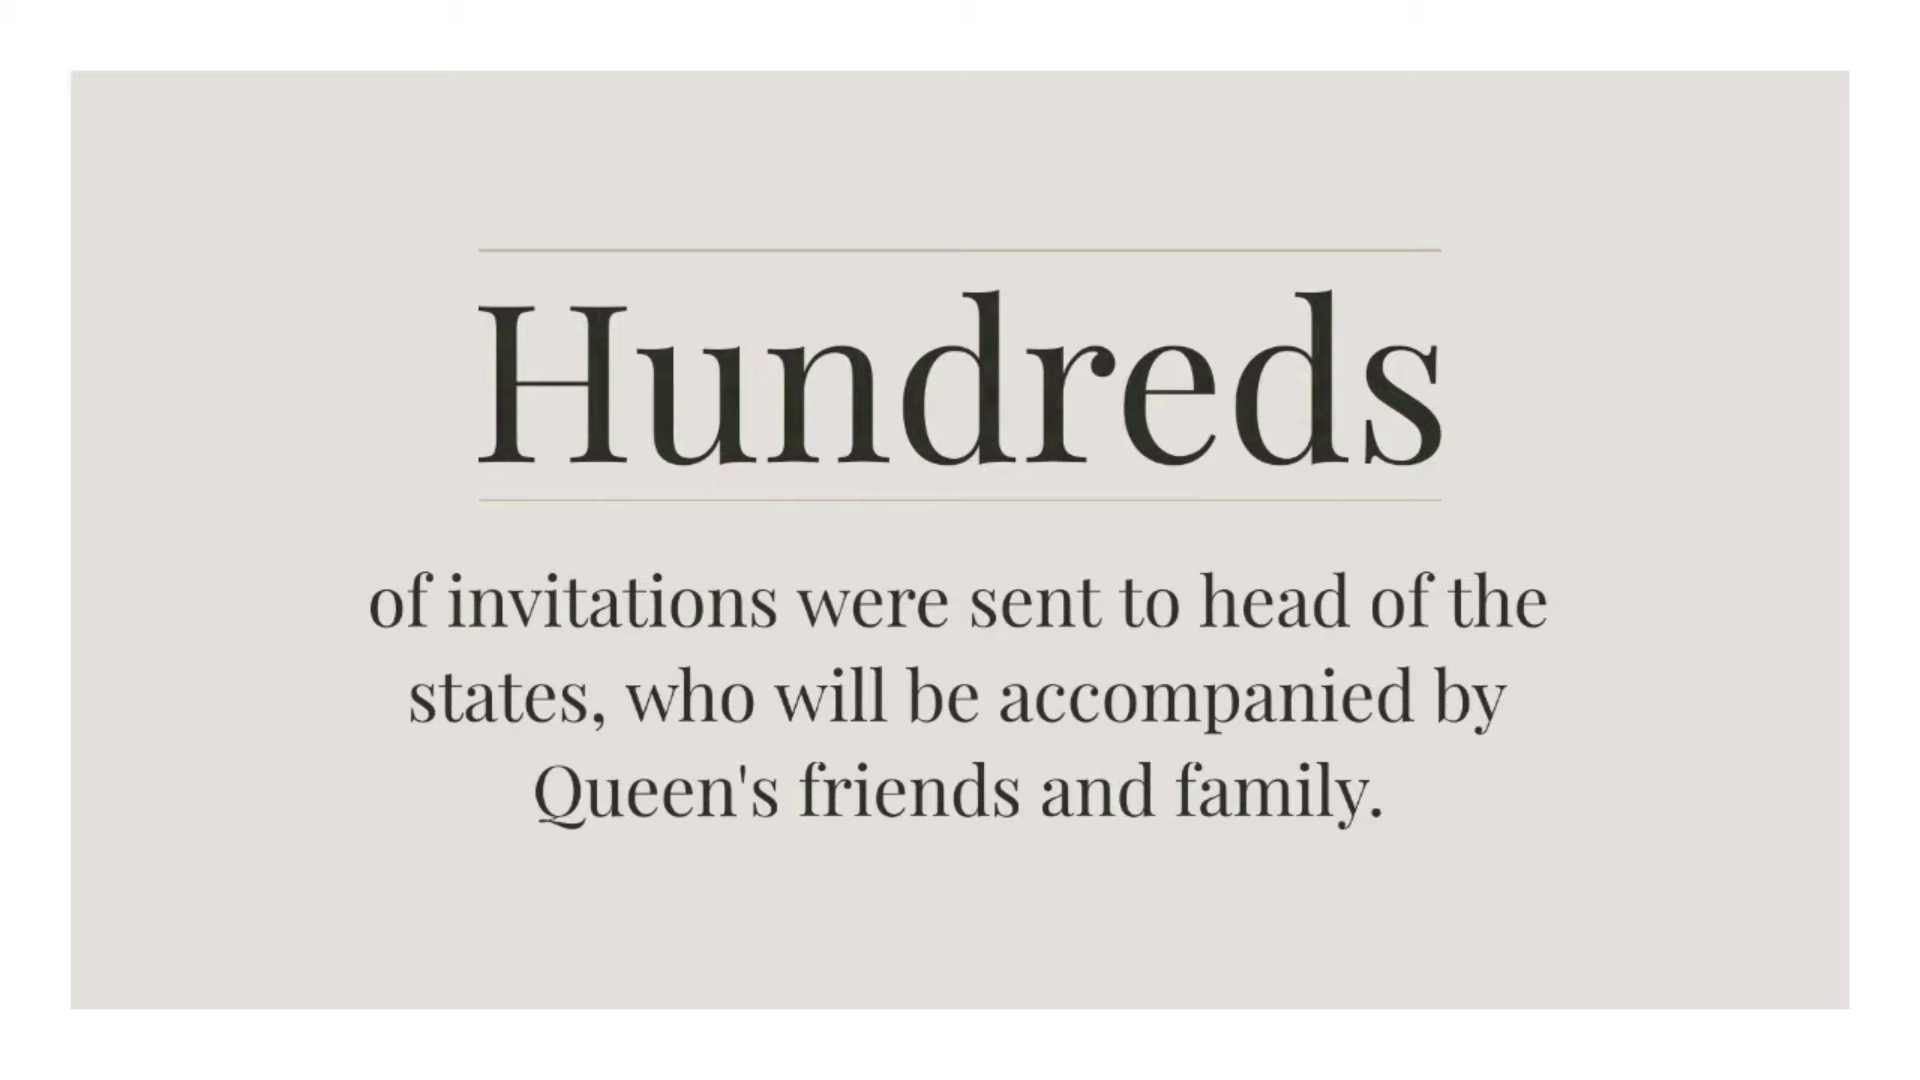 Hundreds
of invitations were sent to head of the
states, who will be accompanied by
Queen's friends and family.